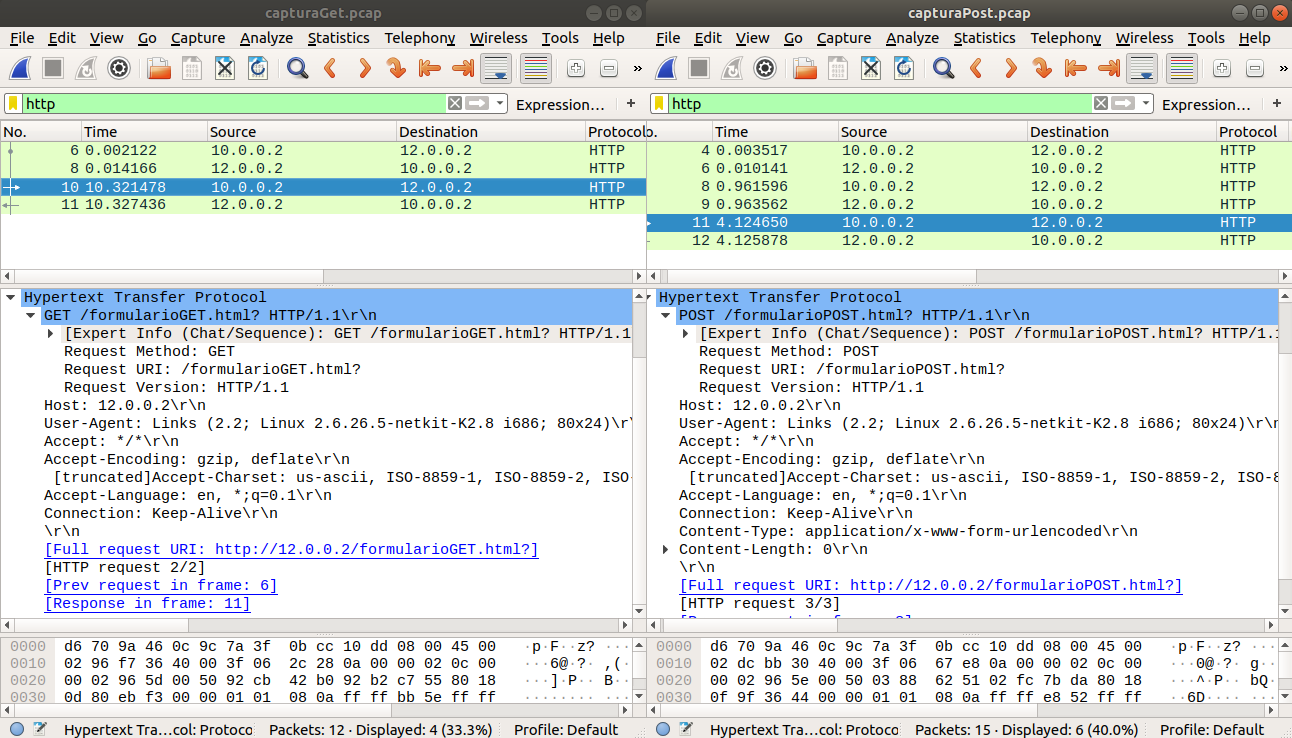 capturaGet.pcap
File Edit View Go Capture Analyze Statistics Telephony Wireless Tools Help
»
http
Expression… +
No. Time Source Destination Protocol
6 0.002122 10.0.0.2 12.0.0.2 HTTP
8 0.014166 12.0.0.2 10.0.0.2 HTTP
10 10.321478 10.0.0.2 12.0.0.2 HTTP
11 10.327436 12.0.0.2 10.0.0.2 HTTP
Hypertext Transfer Protocol
GET /formularioGET.html? HTTP/1.1\r\n
[Expert Info (Chat/Sequence): GET /formularioGET.html? HTTP/1.1
Request Method: GET
Request URI: /formularioGET.html?
Request Version: HTTP/1.1
Host: 12.0.0.2\r\n
User-Agent: Links (2.2; Linux 2.6.26.5-netkit-K2.8 i686; 80x24)\r\
Accept: */*\r\n
Accept-Encoding: gzip, deflate\r\n
[truncated]Accept-Charset: us-ascii, ISO-8859-1, ISO-8859-2, ISO-
Accept-Language: en, *;q=0.1\r\n
Connection: Keep-Alive\r\n
\r\n
[Full request URI: http://12.0.0.2/formularioGET.html?]
[HTTP request 2/2]
[Prev request in frame: 6]
[Response in frame: 11]
0000 d6 70 9a 46 0c 9c 7a 3f 0b cc 10 dd 08 00 45 00 ·p·F··z? ····
0010 02 96 f7 36 40 00 3f 06 2c 28 0a 00 00 02 0c 00 ···6@·?· ,(··
0020 00 02 96 5d 00 50 92 cb 42 b0 92 b2 c7 55 80 18 ···]·P·· B···
0030 0d 80 eb f3 00 00 01 01 08 0a ff ff bb 5e ff ff ········ ····
Hypertext Tra…col: Protoco Packets: 12 · Displayed: 4 (33.3%) Profile: Default
capturaPost.pcap
File Edit View Go Capture Analyze Statistics Telephony Wireless Tools Help
»
http
Expression… +
o. Time Source Destination Protocol
4 0.003517 10.0.0.2 12.0.0.2 HTTP
6 0.010141 12.0.0.2 10.0.0.2 HTTP
8 0.961596 10.0.0.2 12.0.0.2 HTTP
9 0.963562 12.0.0.2 10.0.0.2 HTTP
11 4.124650 10.0.0.2 12.0.0.2 HTTP
12 4.125878 12.0.0.2 10.0.0.2 HTTP
Hypertext Transfer Protocol
POST /formularioPOST.html? HTTP/1.1\r\n
[Expert Info (Chat/Sequence): POST /formularioPOST.html? HTTP/1.1
Request Method: POST
Request URI: /formularioPOST.html?
Request Version: HTTP/1.1
Host: 12.0.0.2\r\n
User-Agent: Links (2.2; Linux 2.6.26.5-netkit-K2.8 i686; 80x24)\r\n
Accept: */*\r\n
Accept-Encoding: gzip, deflate\r\n
[truncated]Accept-Charset: us-ascii, ISO-8859-1, ISO-8859-2, ISO-8
Accept-Language: en, *;q=0.1\r\n
Connection: Keep-Alive\r\n
Content-Type: application/x-www-form-urlencoded\r\n
Content-Length: 0\r\n
\r\n
[Full request URI: http://12.0.0.2/formularioPOST.html?]
[HTTP request 3/3]
0000 d6 70 9a 46 0c 9c 7a 3f 0b cc 10 dd 08 00 45 00 ·p·F··z? ····
0010 02 dc bb 30 40 00 3f 06 67 e8 0a 00 00 02 0c 00 ···0@·?· g···
0020 00 02 96 5e 00 50 03 88 62 51 02 fc 7b da 80 18 ···^·P·· bQ··
0030 0f 9f 36 44 00 00 01 01 08 0a ff ff e8 52 ff ff ··6D···· ····
Hypertext Tra…col: Protoco Packets: 15 · Displayed: 6 (40.0%) Profile: Default